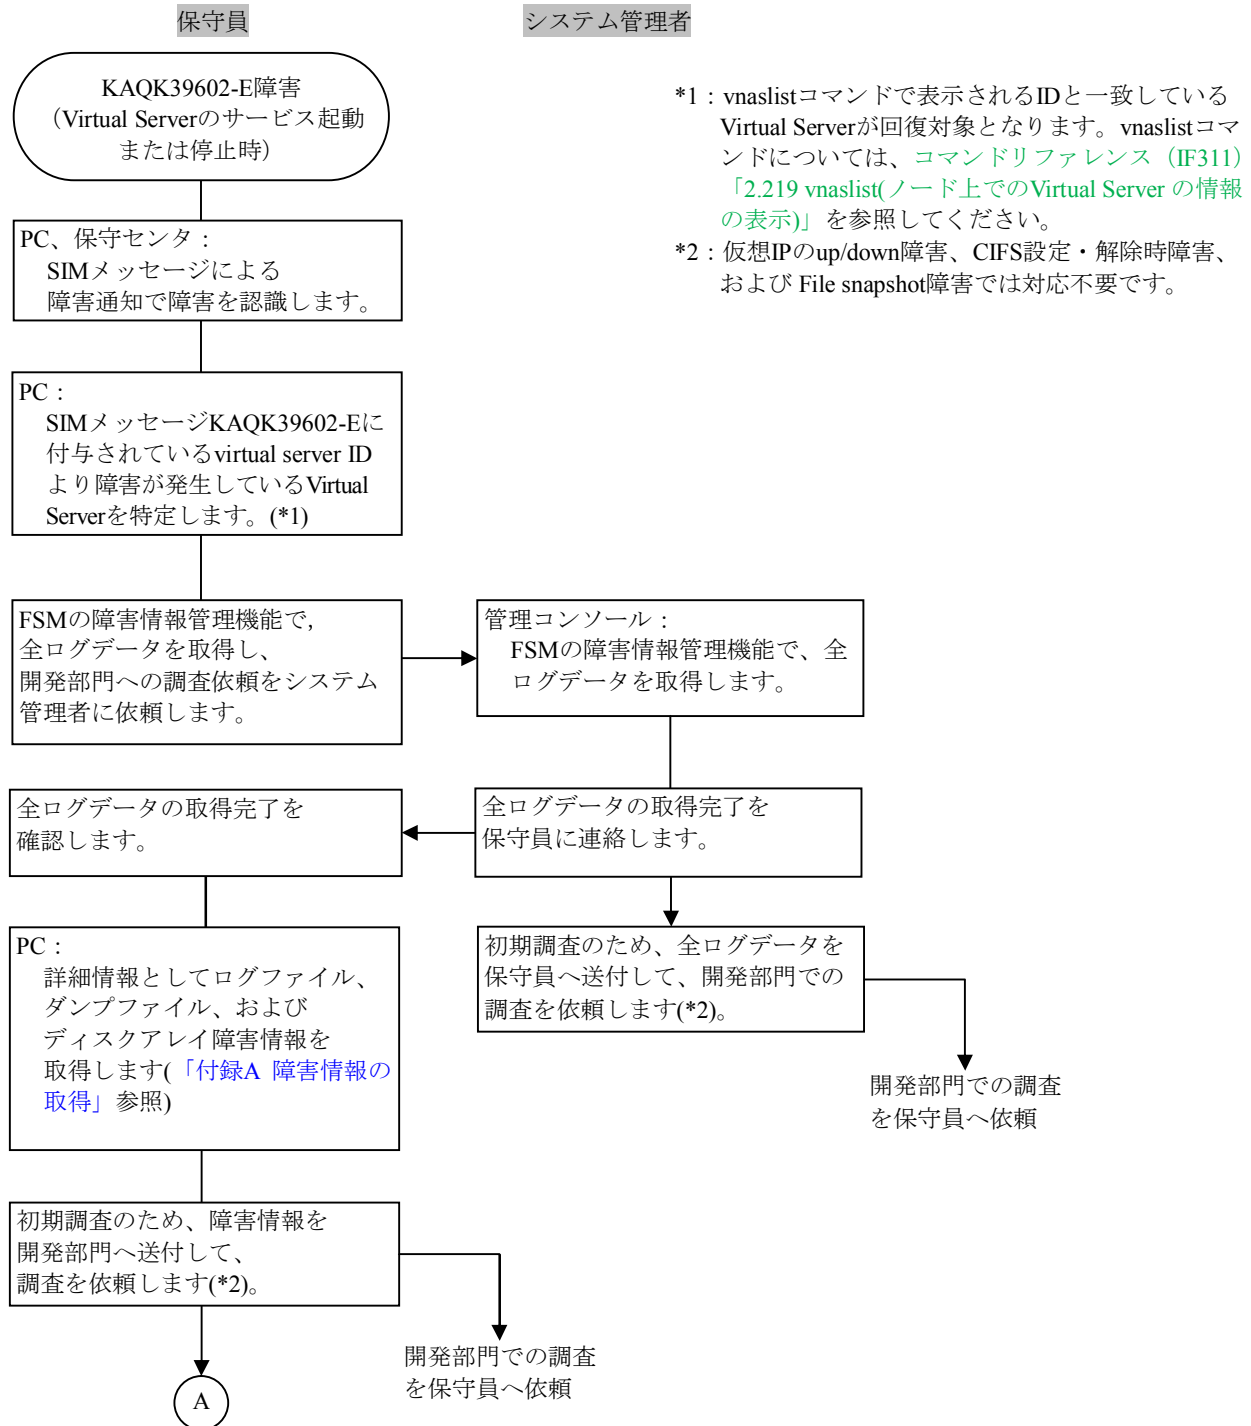 保守員
システム管理者
KAQK39602-E障害
（Virtual Serverのサービス起動
または停止時）
*1：vnaslistコマンドで表示されるIDと一致している
Virtual Serverが回復対象となります。vnaslistコマ
ンドについては、コマンドリファレンス（IF311）
「2.219 vnaslist(ノード上でのVirtual Server の情報
の表示)」を参照してください。
*2：仮想IPのup/down障害、CIFS設定・解除時障害、
および File snapshot障害では対応不要です。
PC、保守センタ：
SIMメッセージによる
障害通知で障害を認識します。
PC：
SIMメッセージKAQK39602-Eに
付与されているvirtual server ID
より障害が発生しているVirtual
Serverを特定します。(*1)
FSMの障害情報管理機能で,
全ログデータを取得し、
開発部門への調査依頼をシステム
管理者に依頼します。
管理コンソール：
FSMの障害情報管理機能で、全
ログデータを取得します。
全ログデータの取得完了を
確認します。
全ログデータの取得完了を
保守員に連絡します。
PC：
詳細情報としてログファイル、
ダンプファイル、および
ディスクアレイ障害情報を
取得します(「付録A 障害情報の
取得」参照)
初期調査のため、全ログデータを
保守員へ送付して、開発部門での
調査を依頼します(*2)。
開発部門での調査
を保守員へ依頼
初期調査のため、障害情報を
開発部門へ送付して、
調査を依頼します(*2)。
開発部門での調査
を保守員へ依頼
A